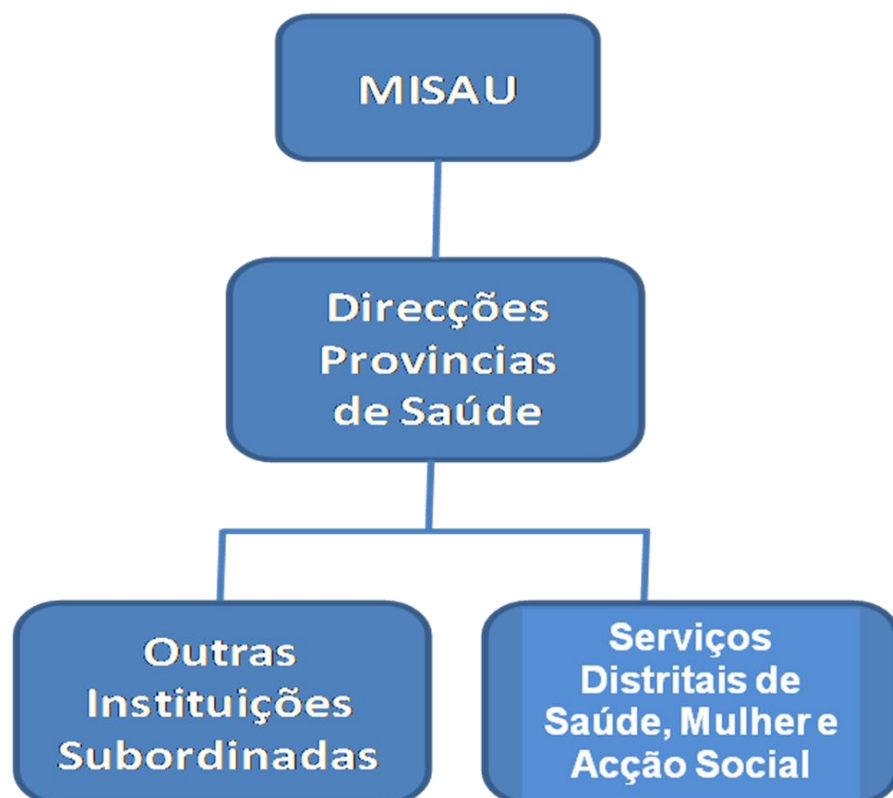 MISAU
Direcções
Provincias
de Saúde
Outras
Instituições
Subordinadas
Serviços
Distritais de
Saúde, Mulher e
Acção Social